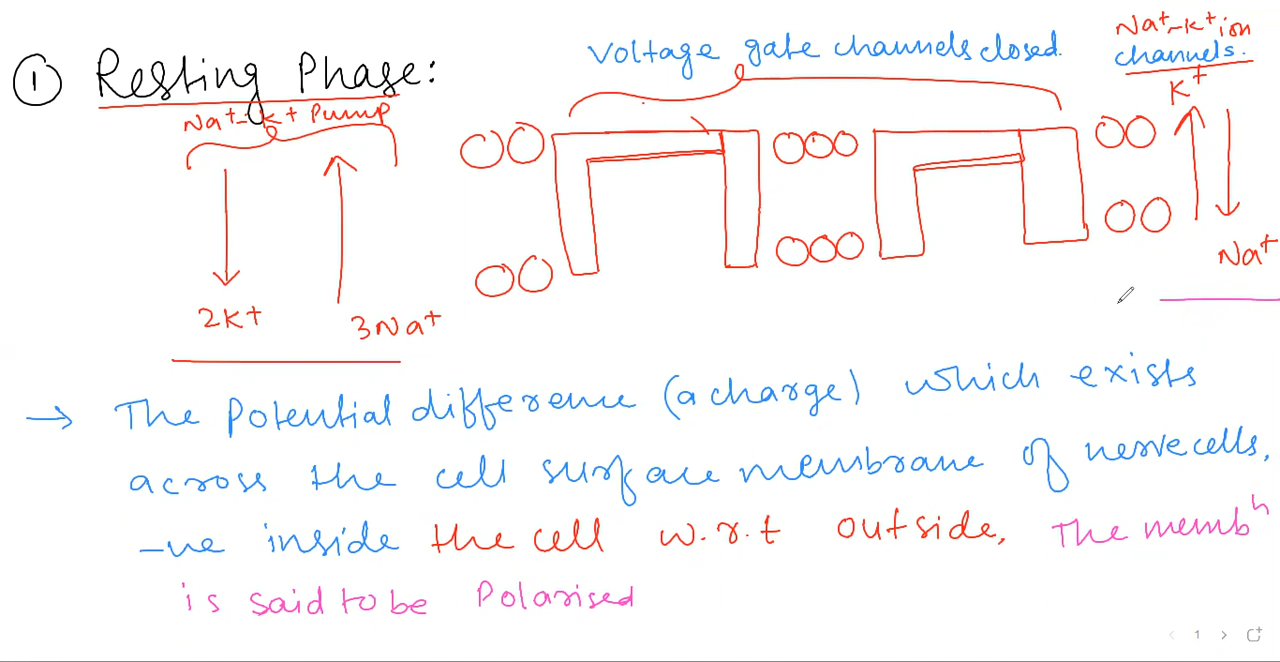 ① Resting Phase:
Na+-K+ Pump
2K+
3Na+
Voltage gate channels closed.
Na+-K+ ion
channels.
K+
Na+
→ The Potential difference (a charge) which exists
across the cell surface membrane of nerve cells,
-ve inside the cell w.r.t outside, The membⁿ
is said to be Polarised
1